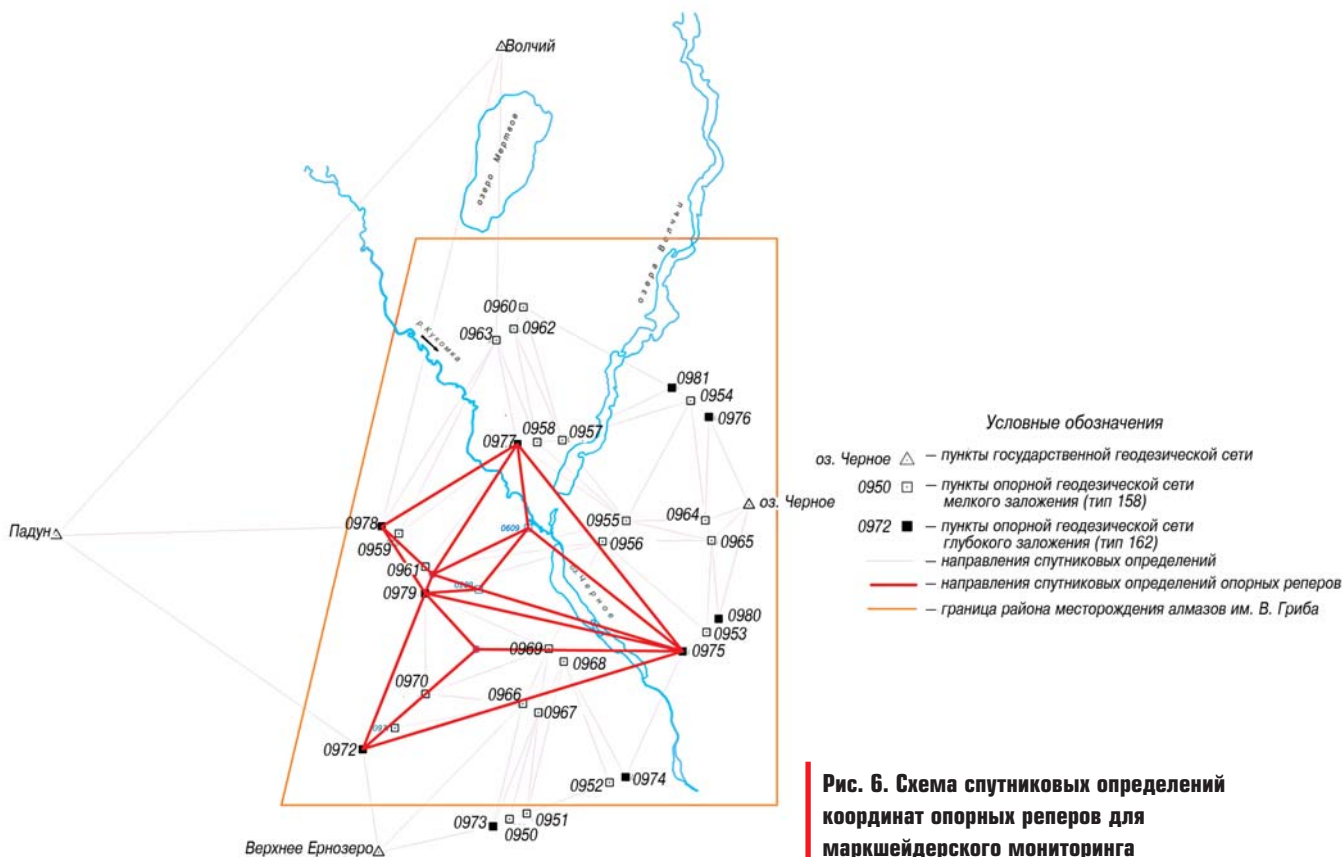 Волчий
озеро Мертвое
озера Волчьи
р.Кукомка
0960
0962
0963
0981
0954
0976
0958
0957
0977
Условные обозначения
оз. Черное – пункты государственной геодезической сети
0950 – пункты опорной геодезической сети
мелкого заложения (тип 158)
0972 – пункты опорной геодезической сети
глубокого заложения (тип 162)
– направления спутниковых определений
– направления спутниковых определений опорных реперов
– граница района месторождения алмазов им. В. Гриба
оз. Черное
0978
0609
0955
0964
Падун
0959
0956
0965
0961
0979
Черное
0980
0953
0975
0969
0968
0970
0966
0967
0972
0952
0974
0973
0951
0950
Верхнее Ернозеро
Рис. 6. Схема спутниковых определений
координат опорных реперов для
маркшейдерского мониторинга